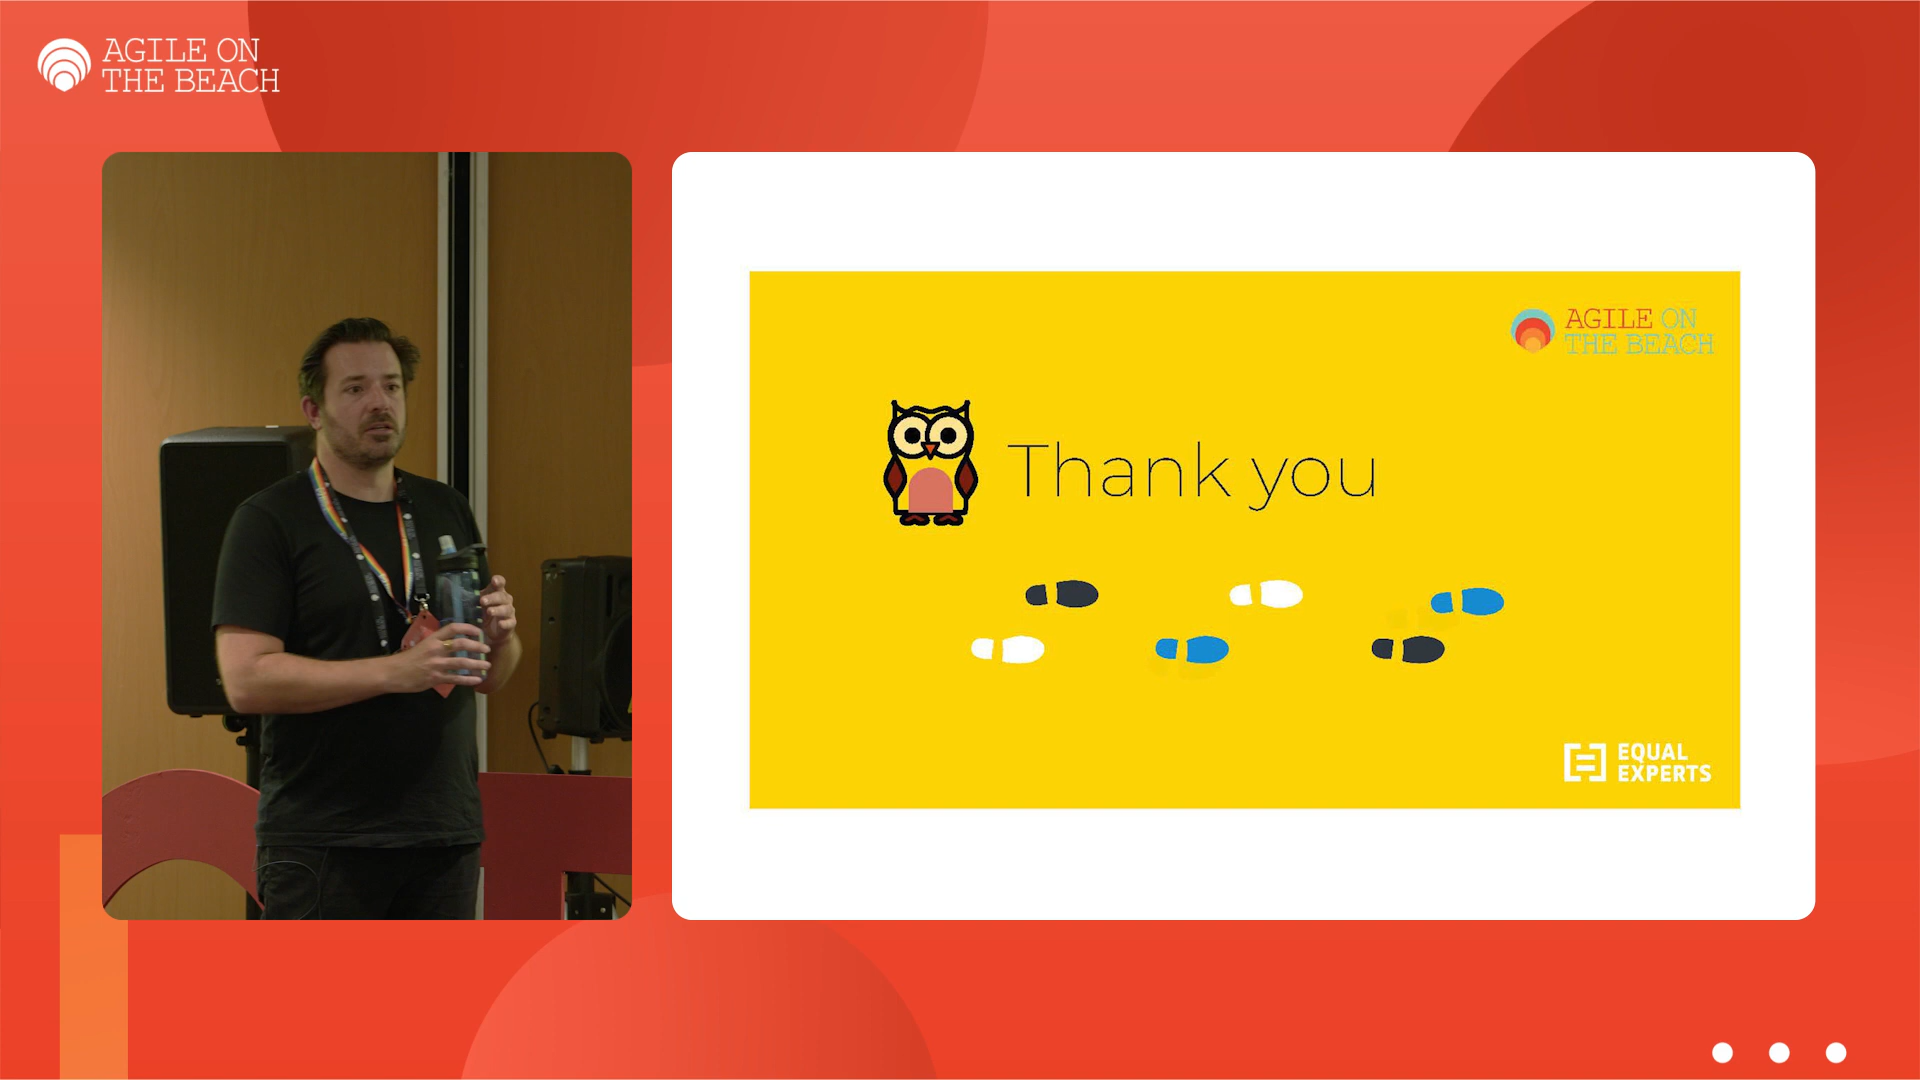 AGILE ON
THE BEACH
AGILE ON
THE BEACH
Thank you
EQUAL
EXPERTS